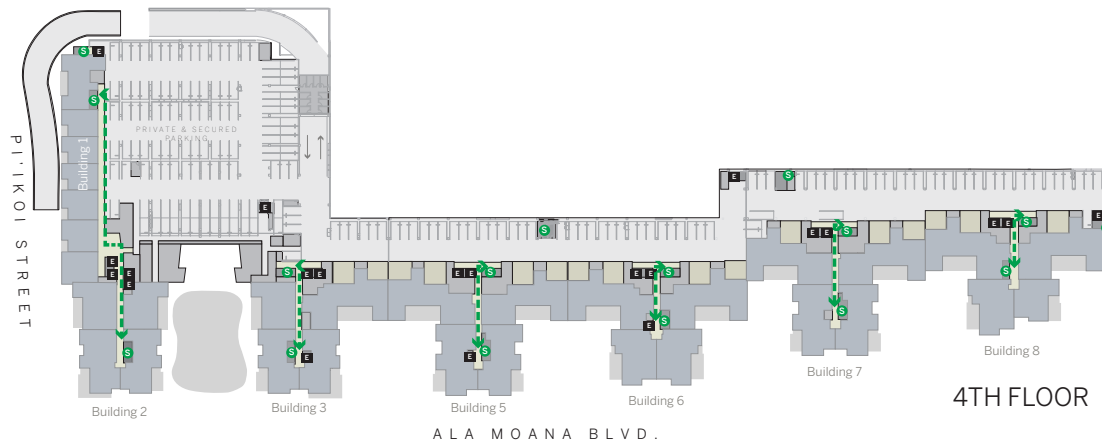 S E
S
PRIVATE & SECURED
PARKING
PI'IKOI STREET
Building 1
E S
E
S
E E
E E
E
S E E
E E S
E E S
E E S
E E S
E
S
S E
E S
E S
S
S
Building 2
Building 3
Building 5
Building 6
Building 7
Building 8
4TH FLOOR
ALA MOANA BLVD.